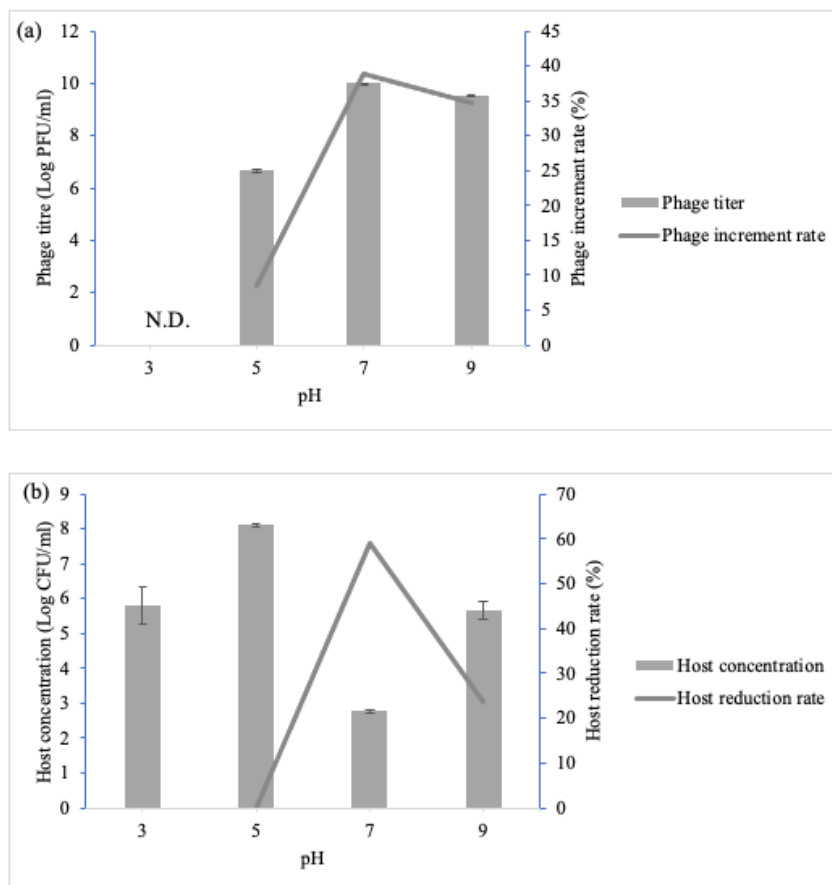 (a)
12
10
8
6
4
2
0
Phage titre (Log PFU/ml)
45
40
35
30
25
20
15
10
5
0
Phage increment rate (%)
N.D.
3 5 7 9
pH
Phage titer
Phage increment rate
(b)
9
8
7
6
5
4
3
2
1
0
Host concentration (Log CFU/ml)
70
60
50
40
30
20
10
0
Host reduction rate (%)
3 5 7 9
pH
Host concentration
Host reduction rate